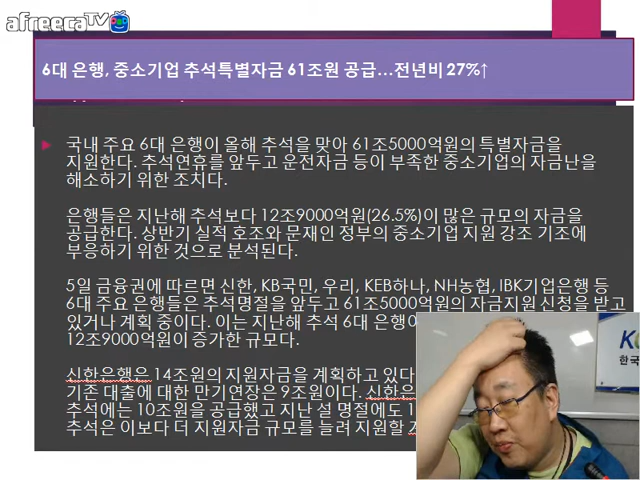 afreecaTV
6대 은행, 중소기업 추석특별자금 61조원 공급...전년비 27%↑
국내 주요 6대 은행이 올해 추석을 맞아 61조5000억원의 특별자금을
지원한다. 추석연휴를 앞두고 운전자금 등이 부족한 중소기업의 자금난을
해소하기 위한 조치다.
은행들은 지난해 추석보다 12조9000억원(26.5%)이 많은 규모의 자금을
공급한다. 상반기 실적 호조와 문재인 정부의 중소기업 지원 강조 기조에
부응하기 위한 것으로 분석된다.
5일 금융권에 따르면 신한, KB국민, 우리, KEB하나, NH농협, IBK기업은행 등
6대 주요 은행들은 추석명절을 앞두고 61조5000억원의 자금지원 신청을 받고
있거나 계획 중이다. 이는 지난해 추석 6대 은행이
12조9000억원이 증가한 규모다.
신한은행은 14조원의 지원자금을 계획하고 있다
기존 대출에 대한 만기연장은 9조원이다. 신한은
추석에는 10조원을 공급했고 지난 설 명절에도 1
추석은 이보다 더 지원자금 규모를 늘려 지원할
한국